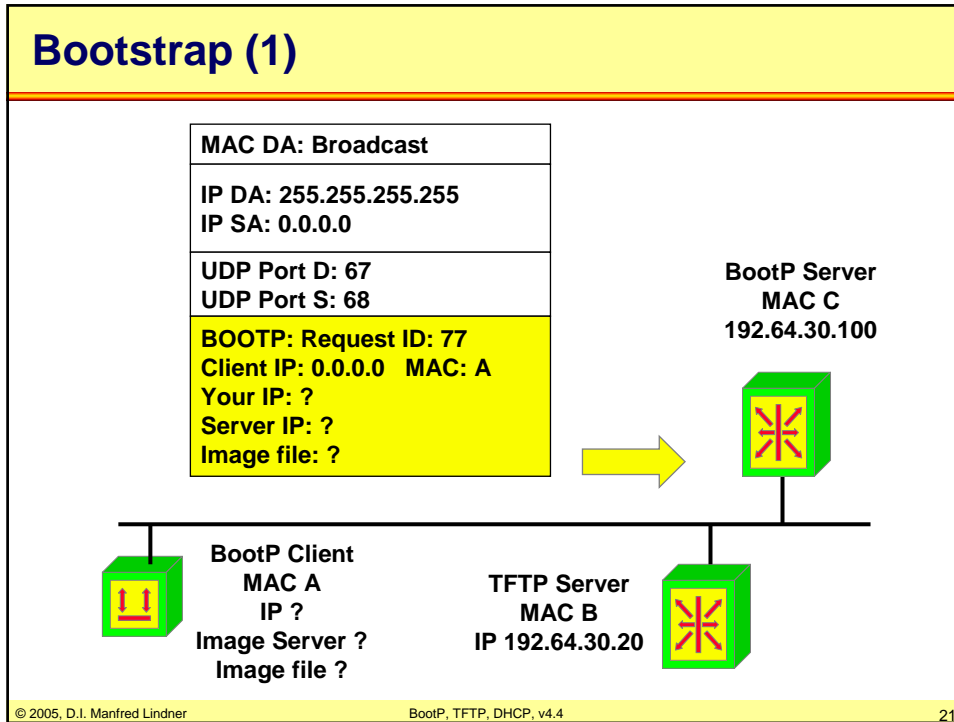 Bootstrap (1)
MAC DA: Broadcast
IP DA: 255.255.255.255
IP SA: 0.0.0.0
UDP Port D: 67
UDP Port S: 68
BOOTP: Request ID: 77
Client IP: 0.0.0.0 MAC: A
Your IP: ?
Server IP: ?
Image file: ?
BootP Server
MAC C
192.64.30.100
BootP Client
MAC A
IP ?
Image Server ?
Image file ?
TFTP Server
MAC B
IP 192.64.30.20
© 2005, D.I. Manfred Lindner
BootP, TFTP, DHCP, v4.4
21